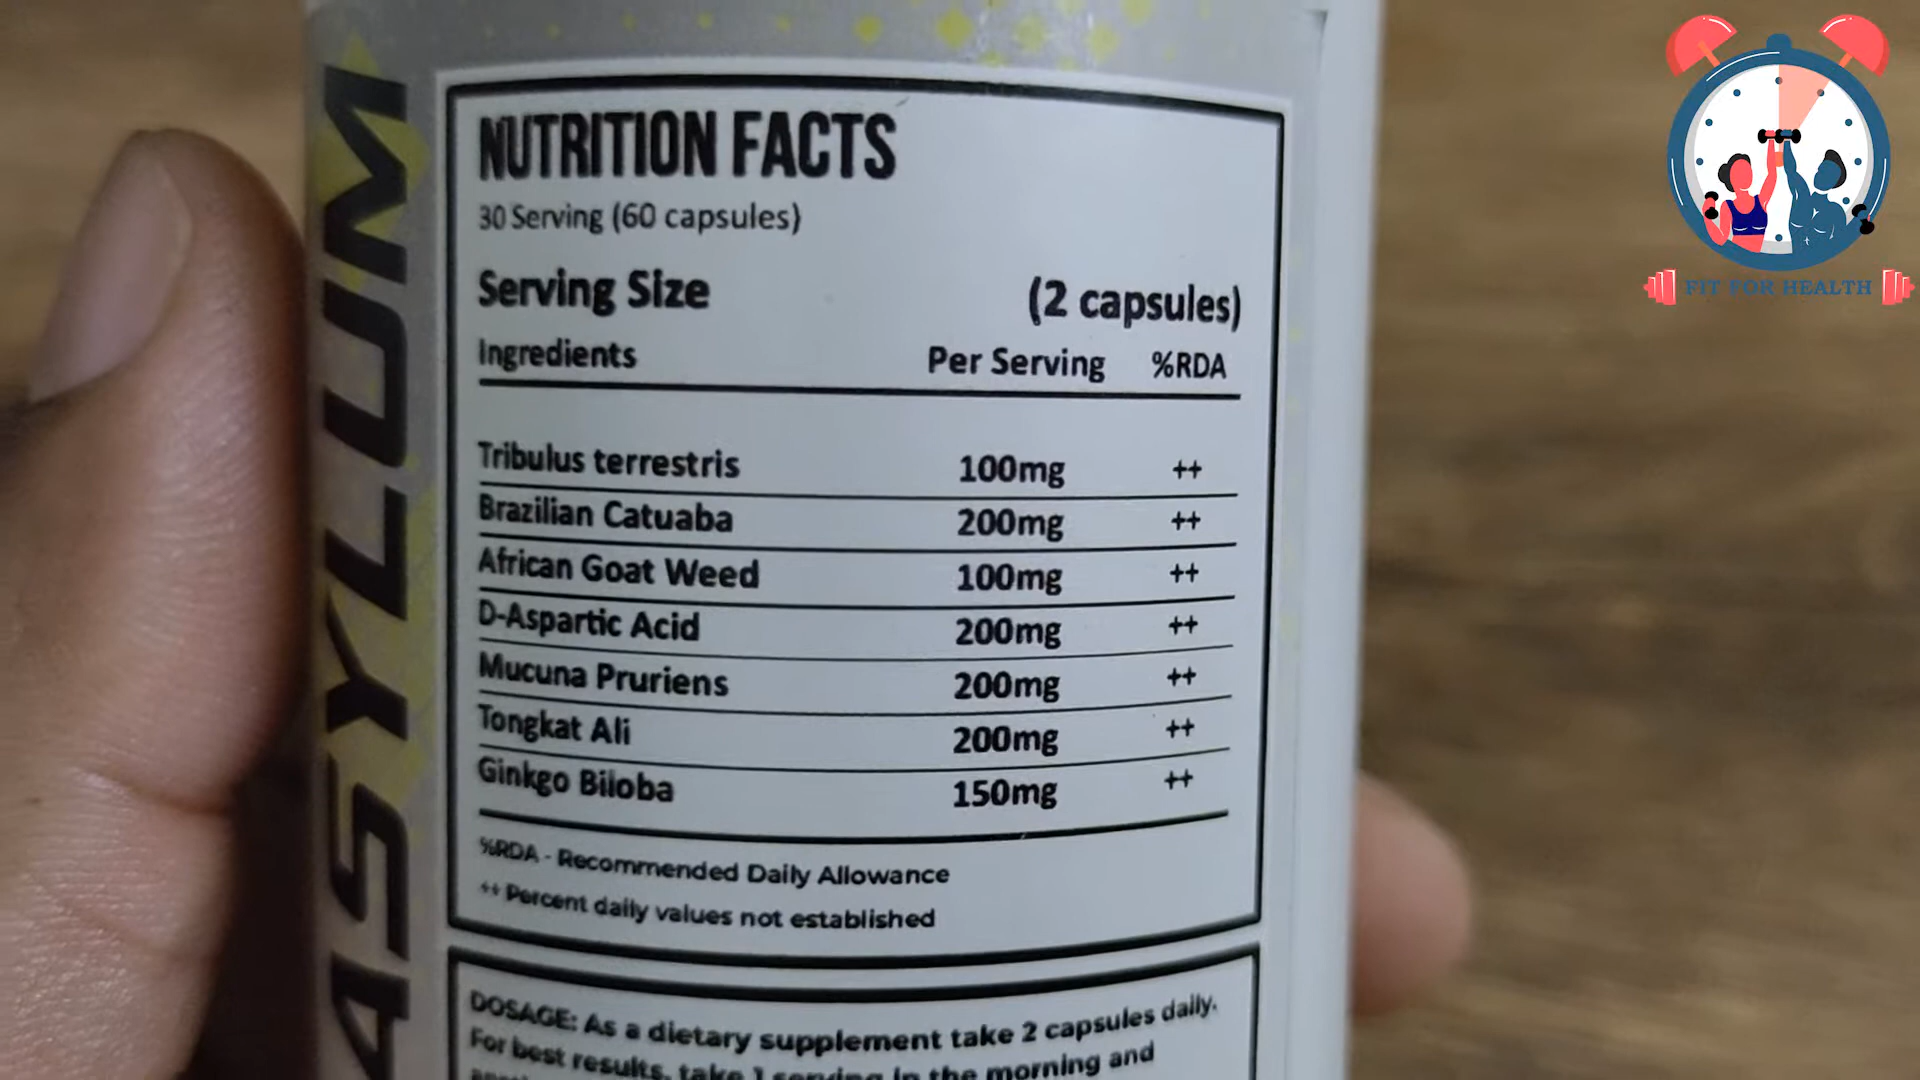 ASYLUM
NUTRITION FACTS
30 Serving (60 capsules)
Serving Size (2 capsules)
Ingredients Per Serving %RDA
Tribulus terrestris 100mg ++
Brazilian Catuaba 200mg ++
African Goat Weed 100mg ++
D-Aspartic Acid 200mg ++
Mucuna Pruriens 200mg ++
Tongkat Ali 200mg ++
Ginkgo Biloba 150mg ++
%RDA - Recommended Daily Allowance
++ Percent daily values not established
DOSAGE: As a dietary supplement take 2 capsules daily.
For best results, take 1 serving in the morning and
FIT FOR HEALTH